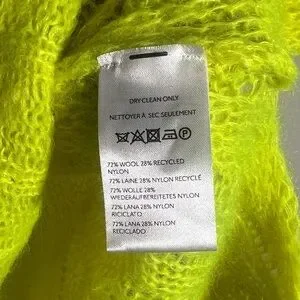 DRY CLEAN ONLY
NETTOYER À SEC SEULEMENT
72% WOOL 28% RECYCLED
NYLON
72% LAINE 28% NYLON RECYCLÉ
72% WOLLE 28%
WIEDERAUFBEREITETES NYLON
72% LANA 28% NYLON
RICICLATO
72% LANA 28% NYLON
RECICLADO